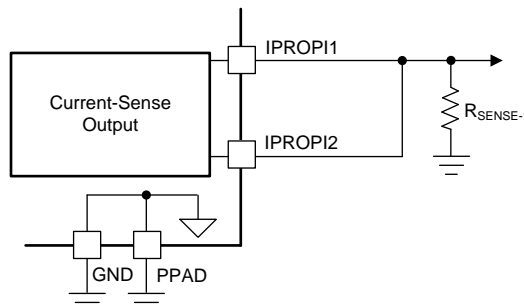 IPROPI1
Current-Sense
Output
RSENSE-
IPROPI2
GND
PPAD